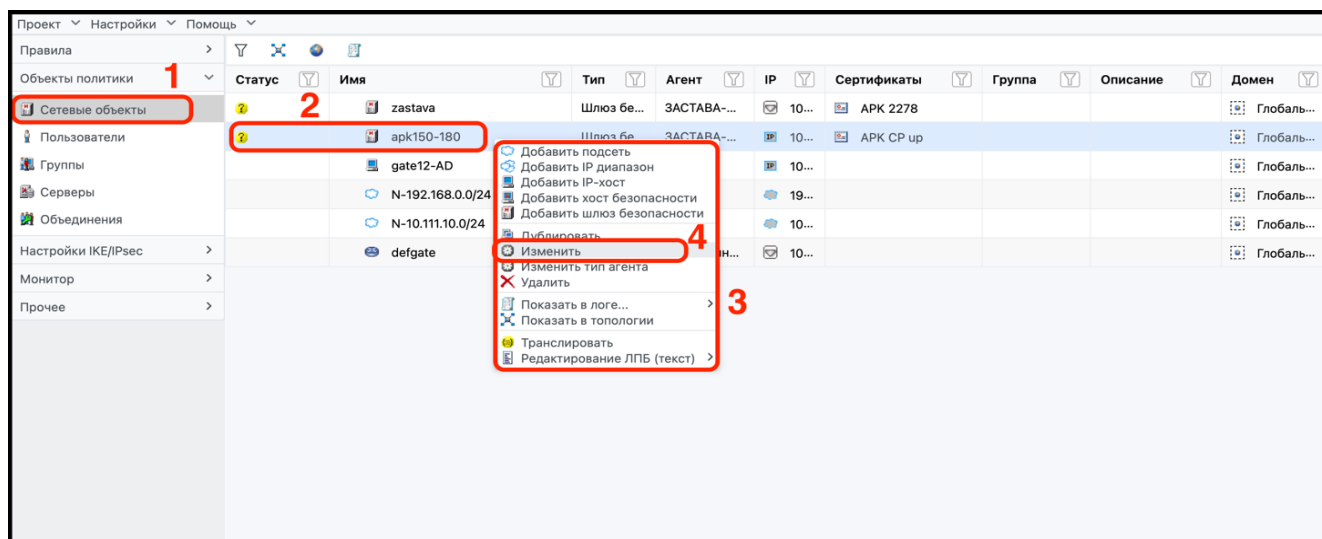 Проект Настройки Помощь
Правила
Объекты политики 1
Сетевые объекты
Пользователи
Группы
Серверы
Объединения
Настройки IKE/IPsec
Монитор
Прочее
Статус Имя Тип Агент IP Сертификаты Группа Описание Домен
2 zastava Шлюз бе... ЗАСТАВА-... 10... APK 2278 Глобаль...
apk150-180 Шлюз бе... ЗАСТАВА-... IP 10... APK CP up Глобаль...
gate12-AD IP 10... Глобаль...
N-192.168.0.0/24 19... Глобаль...
N-10.111.10.0/24 10... Глобаль...
defgate н... 10... Глобаль...
Добавить подсеть
Добавить IP диапазон
Добавить IP-хост
Добавить хост безопасности
Добавить шлюз безопасности
Дублировать
Изменить 4
Изменить тип агента
Удалить
Показать в логе... 3
Показать в топологии
Транслировать
Редактирование ЛПБ (текст)